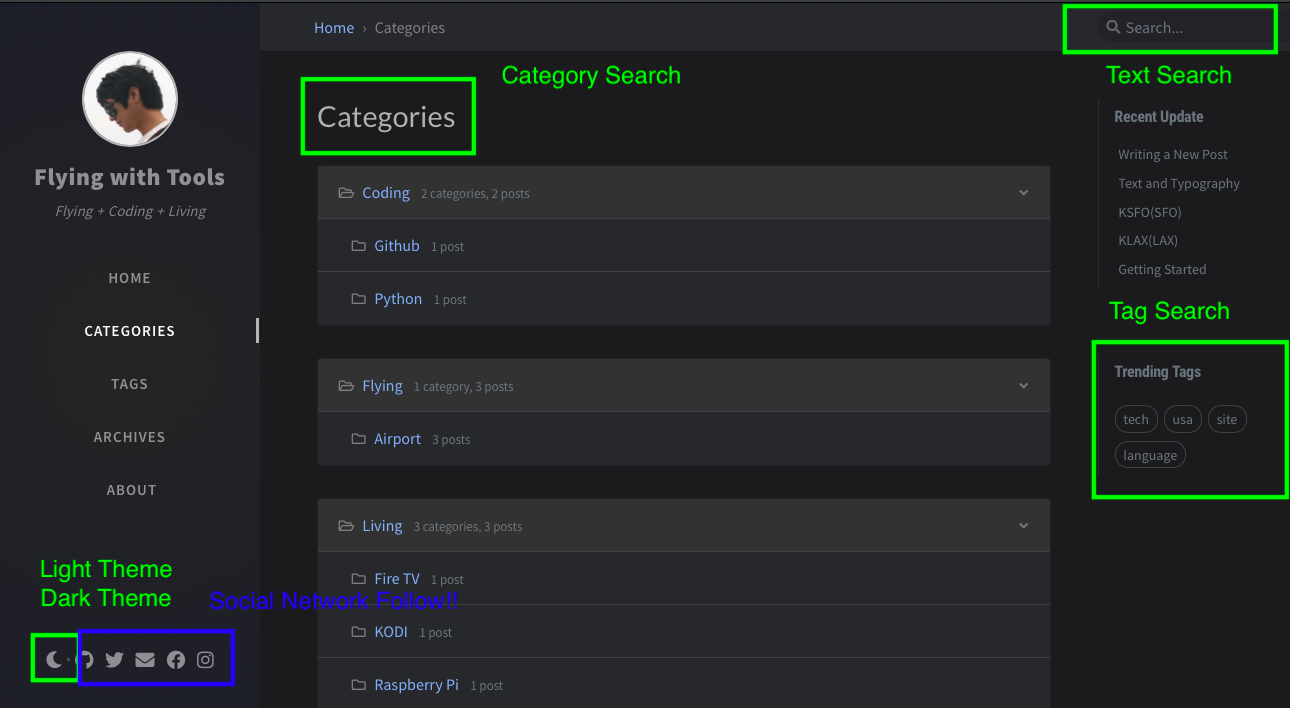 Flying with Tools
Flying + Coding + Living
HOME
CATEGORIES
TAGS
ARCHIVES
ABOUT
Light Theme
Dark Theme
Social Network Follow!!
Home › Categories
Category Search
Categories
Coding 2 categories, 2 posts
Github 1 post
Python 1 post
Flying 1 category, 3 posts
Airport 3 posts
Living 3 categories, 3 posts
Fire TV 1 post
KODI 1 post
Raspberry Pi 1 post
Search...
Text Search
Recent Update
Writing a New Post
Text and Typography
KSFO(SFO)
KLAX(LAX)
Getting Started
Tag Search
Trending Tags
tech usa site
language